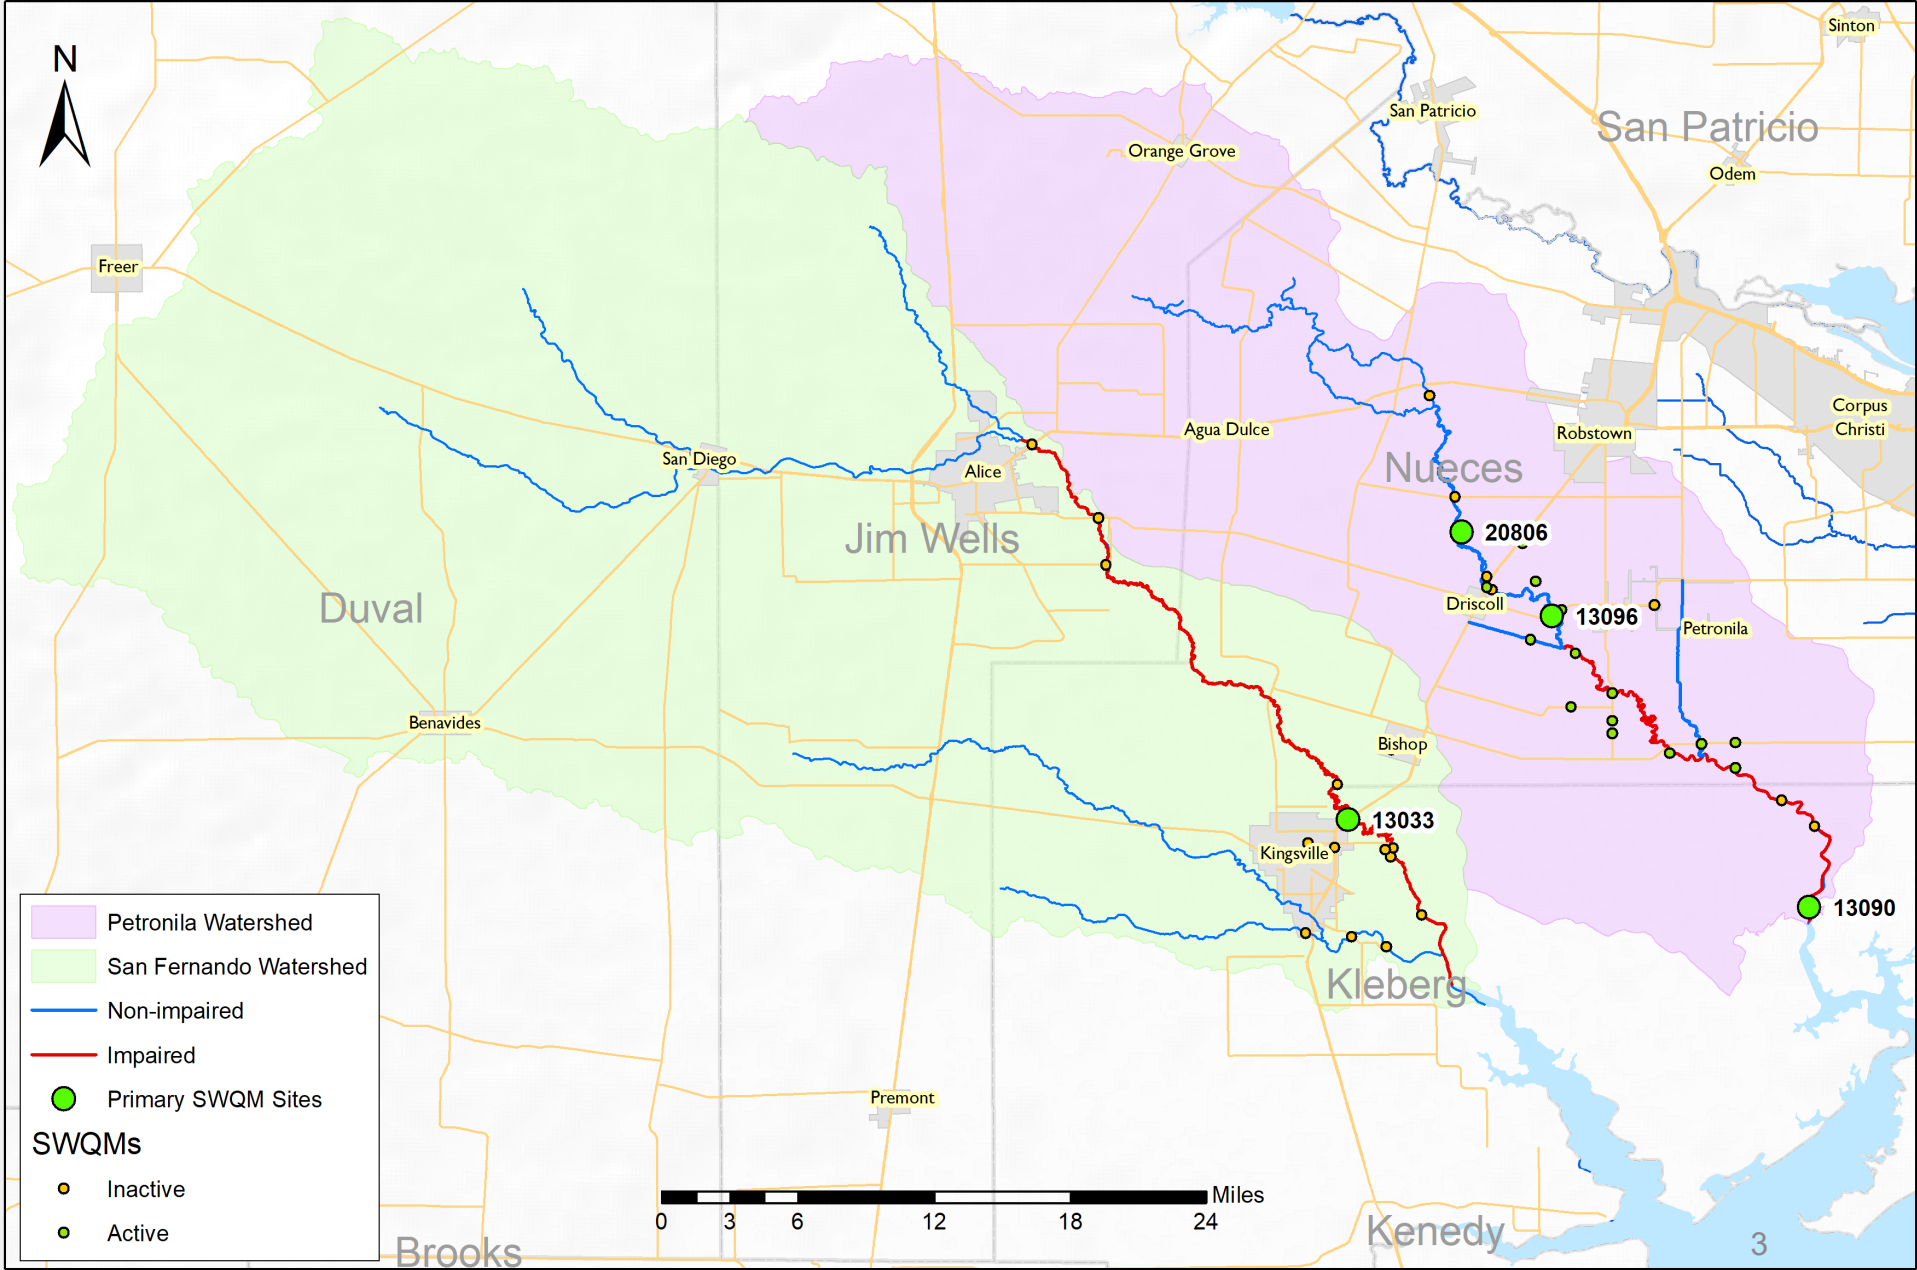 N
Sinton
San Patricio
San Patricio
Orange Grove
Odem
Freer
Corpus
Christi
Agua Dulce
Robstown
San Diego
Alice
Nueces
Jim Wells
20806
Duval
Driscoll
13096
Petronila
Benavides
Bishop
13033
Kingsville
13090
Kleberg
Petronila Watershed
San Fernando Watershed
Non-impaired
Impaired
Primary SWQM Sites
SWQMs
Inactive
Active
Premont
Miles
0 3 6 12 18 24
Brooks
Kenedy
3